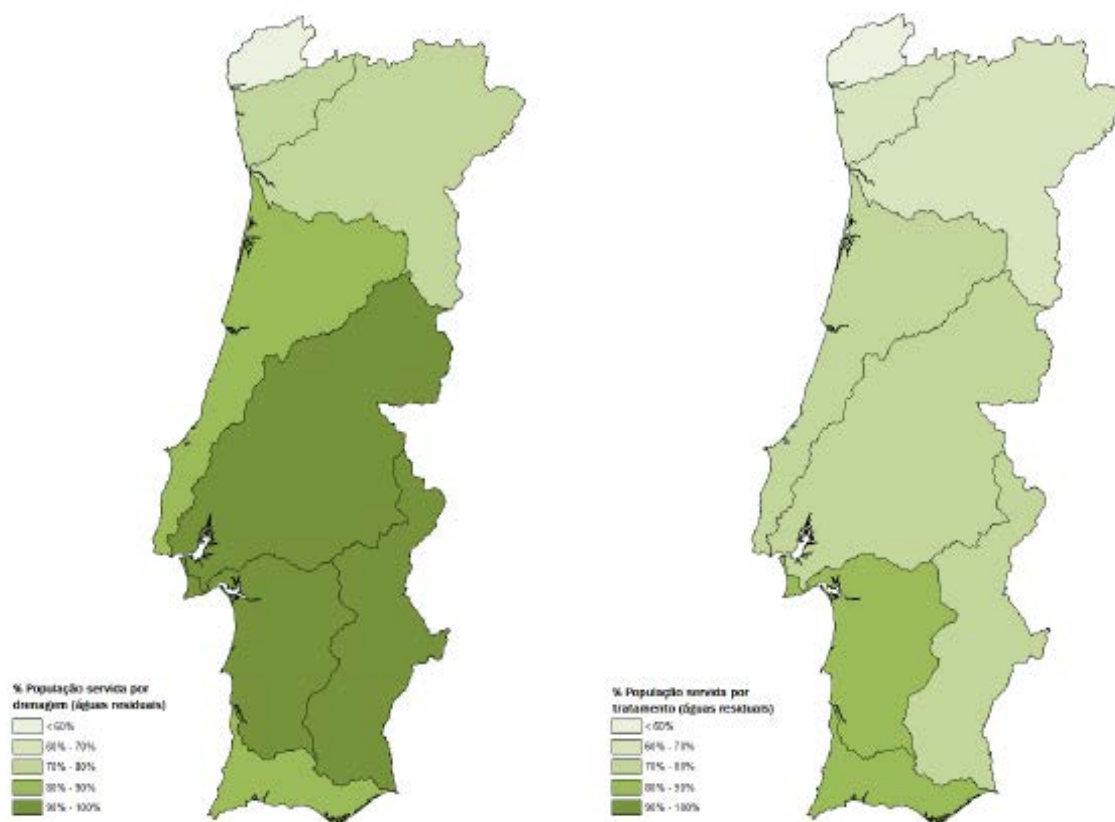 % População servida por
drenagem (águas residuais)
< 60%
60% - 70%
70% - 80%
80% - 90%
90% - 100%
% População servida por
tratamento (águas residuais)
< 60%
60% - 70%
70% - 80%
80% - 90%
90% - 100%